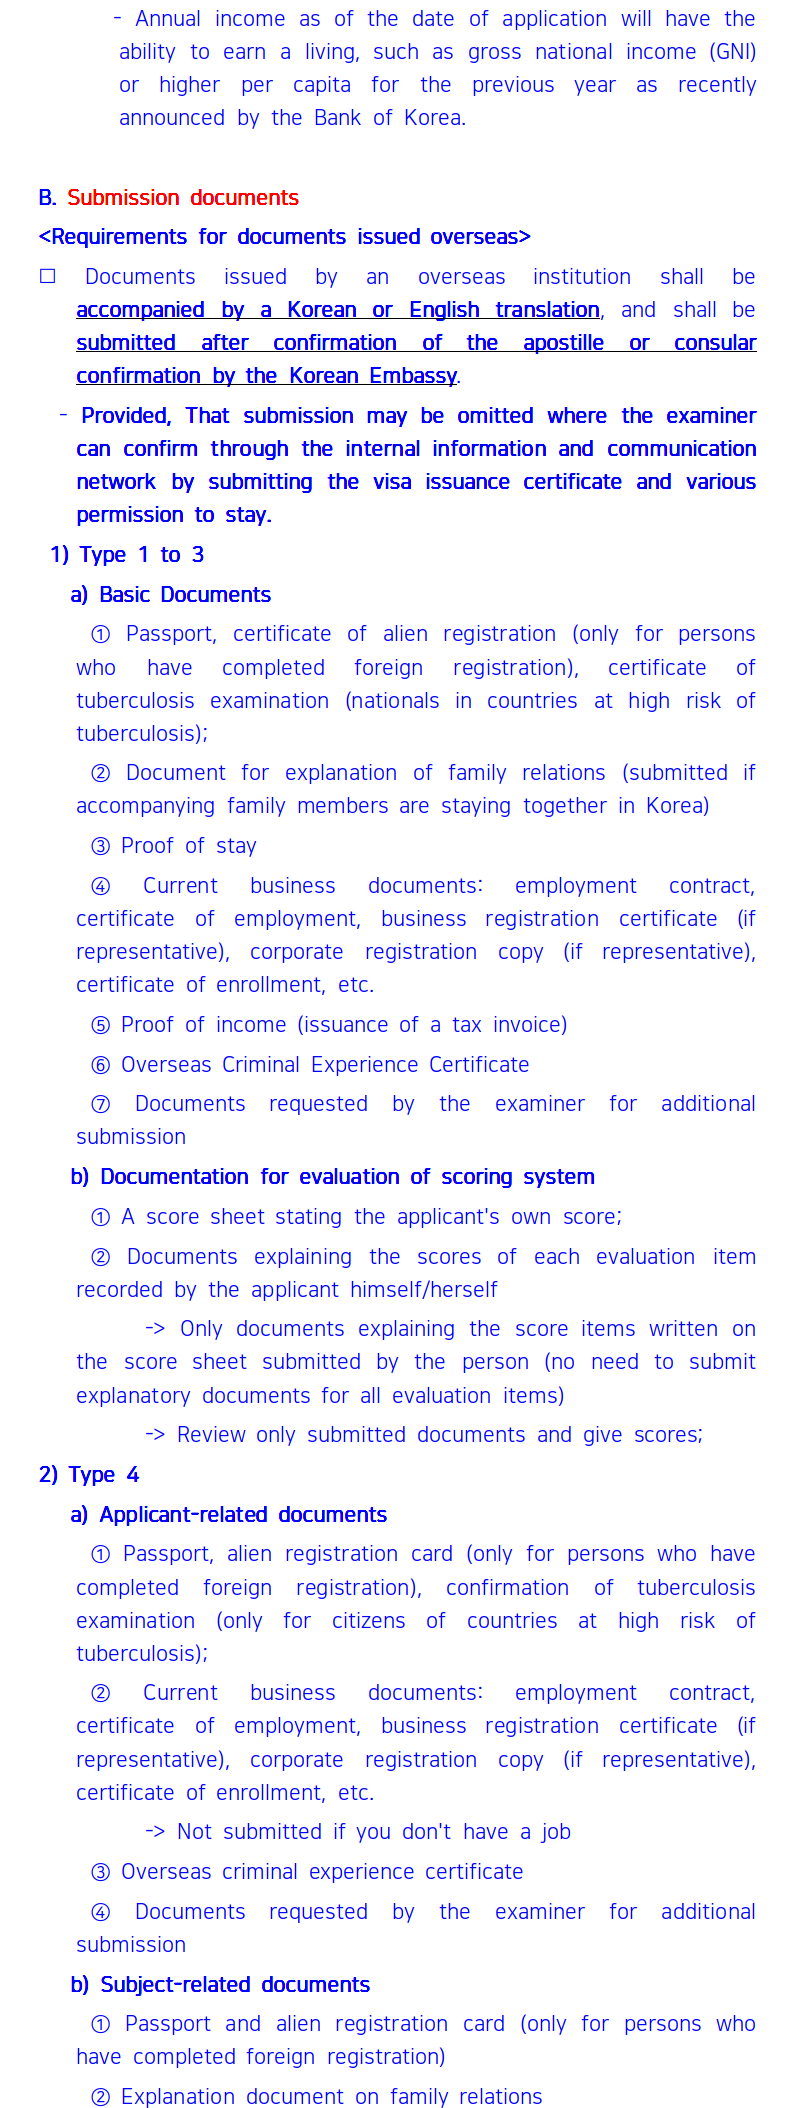 - Annual income as of the date of application will have the
ability to earn a living, such as gross national income (GNI)
or higher per capita for the previous year as recently
announced by the Bank of Korea.
B. Submission documents
<Requirements for documents issued overseas>
□ Documents issued by an overseas institution shall be
accompanied by a Korean or English translation, and shall be
submitted after confirmation of the apostille or consular
confirmation by the Korean Embassy.
- Provided, That submission may be omitted where the examiner
can confirm through the internal information and communication
network by submitting the visa issuance certificate and various
permission to stay.
1) Type 1 to 3
a) Basic Documents
① Passport, certificate of alien registration (only for persons
who have completed foreign registration), certificate of
tuberculosis examination (nationals in countries at high risk of
tuberculosis);
② Document for explanation of family relations (submitted if
accompanying family members are staying together in Korea)
③ Proof of stay
④ Current business documents: employment contract,
certificate of employment, business registration certificate (if
representative), corporate registration copy (if representative),
certificate of enrollment, etc.
⑤ Proof of income (issuance of a tax invoice)
⑥ Overseas Criminal Experience Certificate
⑦ Documents requested by the examiner for additional
submission
b) Documentation for evaluation of scoring system
① A score sheet stating the applicant's own score;
② Documents explaining the scores of each evaluation item
recorded by the applicant himself/herself
-> Only documents explaining the score items written on
the score sheet submitted by the person (no need to submit
explanatory documents for all evaluation items)
-> Review only submitted documents and give scores;
2) Type 4
a) Applicant-related documents
① Passport, alien registration card (only for persons who have
completed foreign registration), confirmation of tuberculosis
examination (only for citizens of countries at high risk of
tuberculosis);
② Current business documents: employment contract,
certificate of employment, business registration certificate (if
representative), corporate registration copy (if representative),
certificate of enrollment, etc.
-> Not submitted if you don't have a job
③ Overseas criminal experience certificate
④ Documents requested by the examiner for additional
submission
b) Subject-related documents
① Passport and alien registration card (only for persons who
have completed foreign registration)
② Explanation document on family relations